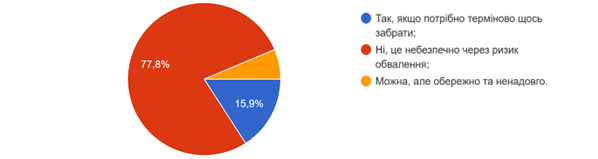 77,8%
15,9%
Так, якщо потрібно терміново щось
забрати;
Ні, це небезпечно через ризик
обвалення;
Можна, але обережно та ненадовго.